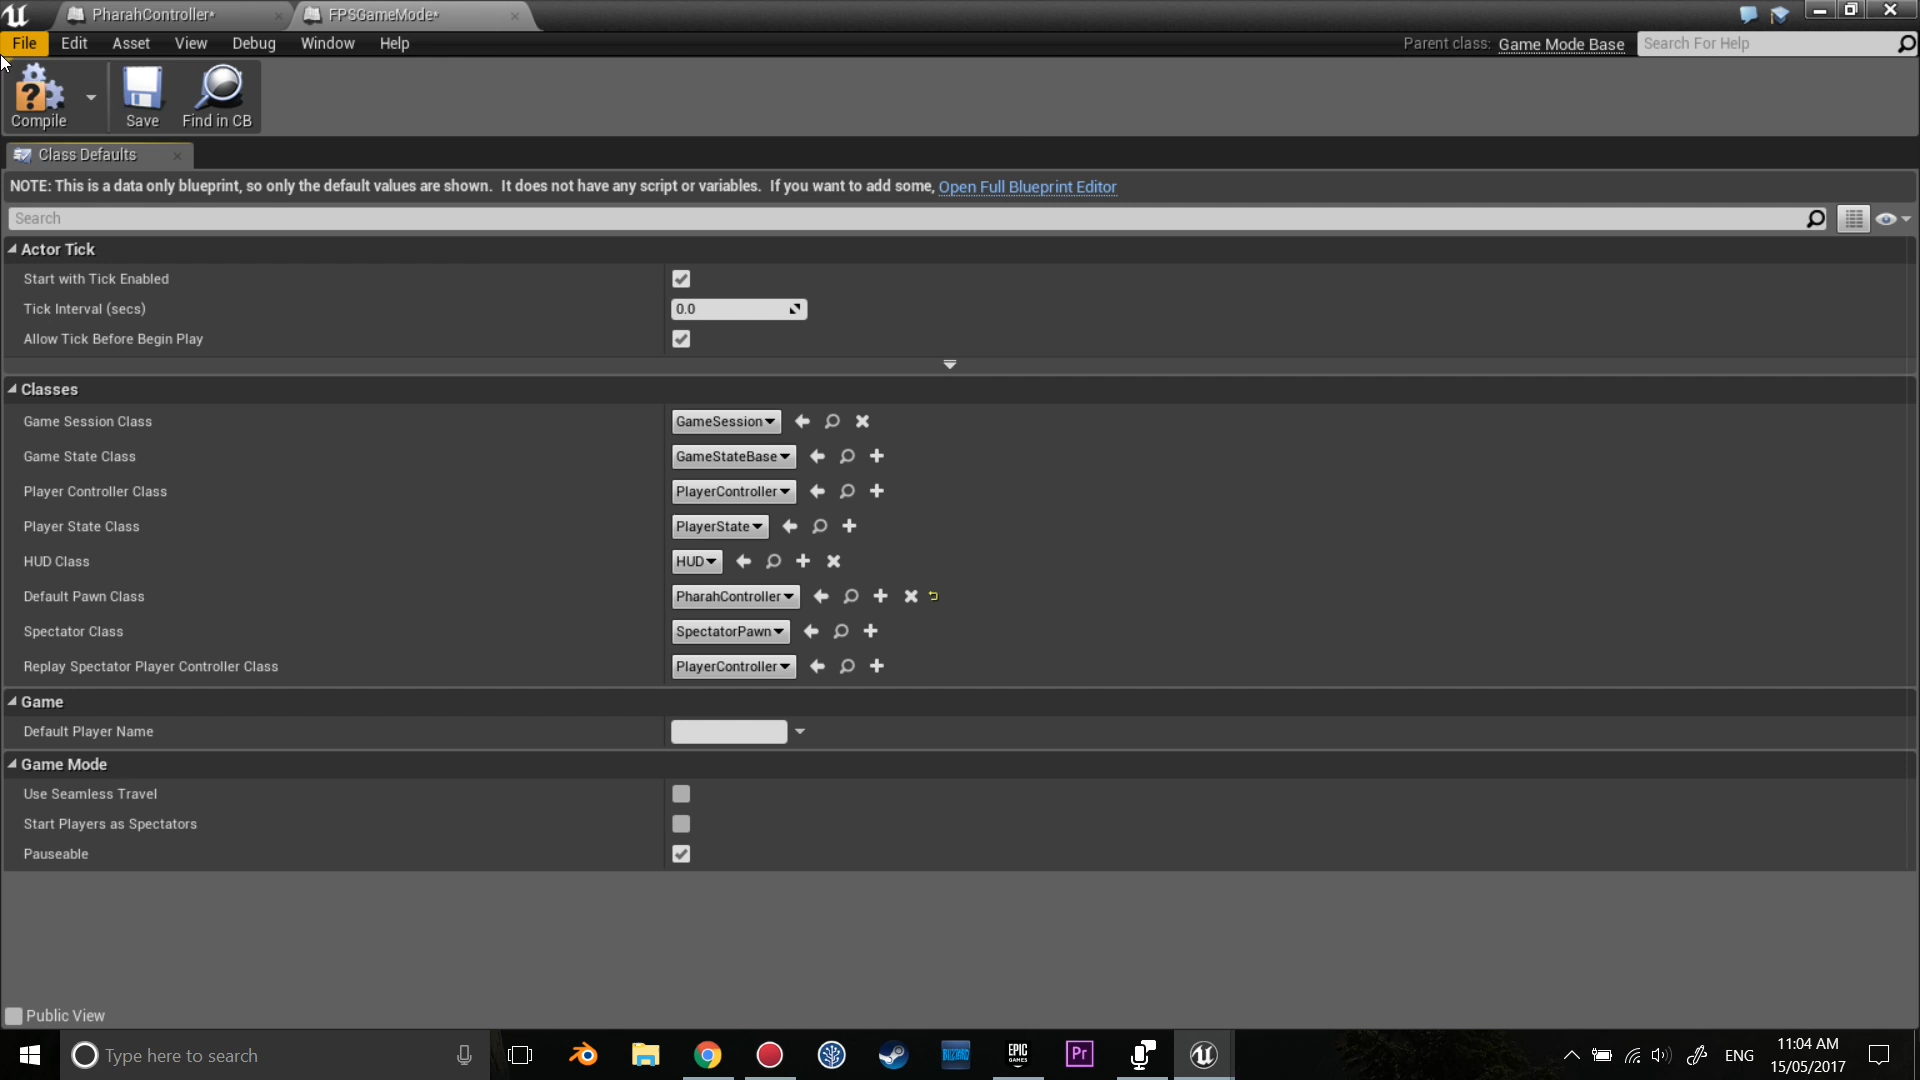 PharahController*
FPSGameMode*
File Edit Asset View Debug Window Help
Parent class: Game Mode Base
Search For Help
Compile Save Find in CB
Class Defaults
NOTE: This is a data only blueprint, so only the default values are shown. It does not have any script or variables. If you want to add some, Open Full Blueprint Editor
Search
Actor Tick
Start with Tick Enabled
Tick Interval (secs) 0.0
Allow Tick Before Begin Play
Classes
Game Session Class GameSession
Game State Class GameStateBase
Player Controller Class PlayerController
Player State Class PlayerState
HUD Class HUD
Default Pawn Class PharahController
Spectator Class SpectatorPawn
Replay Spectator Player Controller Class PlayerController
Game
Default Player Name
Game Mode
Use Seamless Travel
Start Players as Spectators
Pauseable
Public View
Type here to search
BLIZZARD
EPIC GAMES
Pr
ENG
11:04 AM
15/05/2017